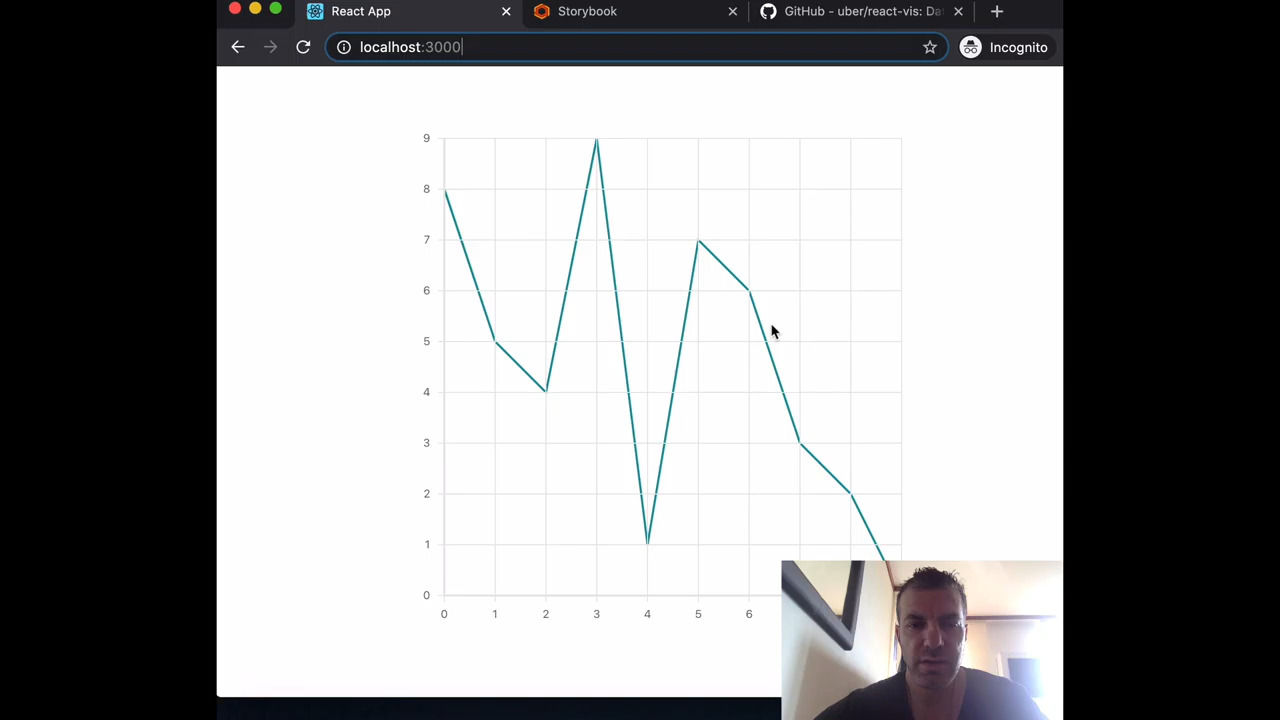 React App
Storybook
GitHub - uber/react-vis: Da
localhost:3000
Incognito
9
8
7
6
5
4
3
2
1
0
0 1 2 3 4 5 6